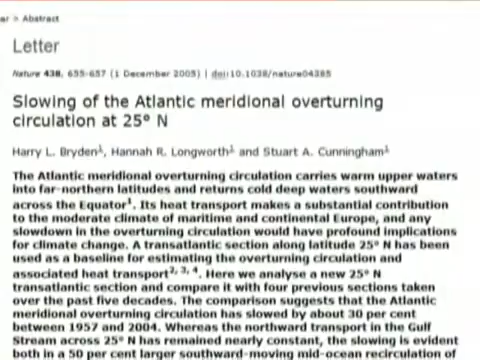 ar > Abstract
Letter
Nature 438, 655-657 (1 December 2005) | doi:10.1038/nature04385
Slowing of the Atlantic meridional overturning
circulation at 25° N
Harry L. Bryden1, Hannah R. Longworth1 and Stuart A. Cunningham1
The Atlantic meridional overturning circulation carries warm upper waters
into far-northern latitudes and returns cold deep waters southward
across the Equator1. Its heat transport makes a substantial contribution
to the moderate climate of maritime and continental Europe, and any
slowdown in the overturning circulation would have profound implications
for climate change. A transatlantic section along latitude 25° N has been
used as a baseline for estimating the overturning circulation and
associated heat transport2, 3, 4. Here we analyse a new 25° N
transatlantic section and compare it with four previous sections taken
over the past five decades. The comparison suggests that the Atlantic
meridional overturning circulation has slowed by about 30 per cent
between 1957 and 2004. Whereas the northward transport in the Gulf
Stream across 25° N has remained nearly constant, the slowing is evident
both in a 50 per cent larger southward-moving mid-ocean recirculation of